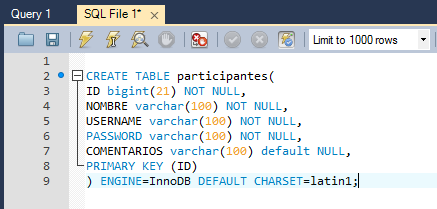 Query 1
SQL File 1*
Limit to 1000 rows
1
2 CREATE TABLE participantes(
3 ID bigint(21) NOT NULL,
4 NOMBRE varchar(100) NOT NULL,
5 USERNAME varchar(100) NOT NULL,
6 PASSWORD varchar(100) NOT NULL,
7 COMENTARIOS varchar(100) default NULL,
8 PRIMARY KEY (ID)
9 ) ENGINE=InnoDB DEFAULT CHARSET=latin1;